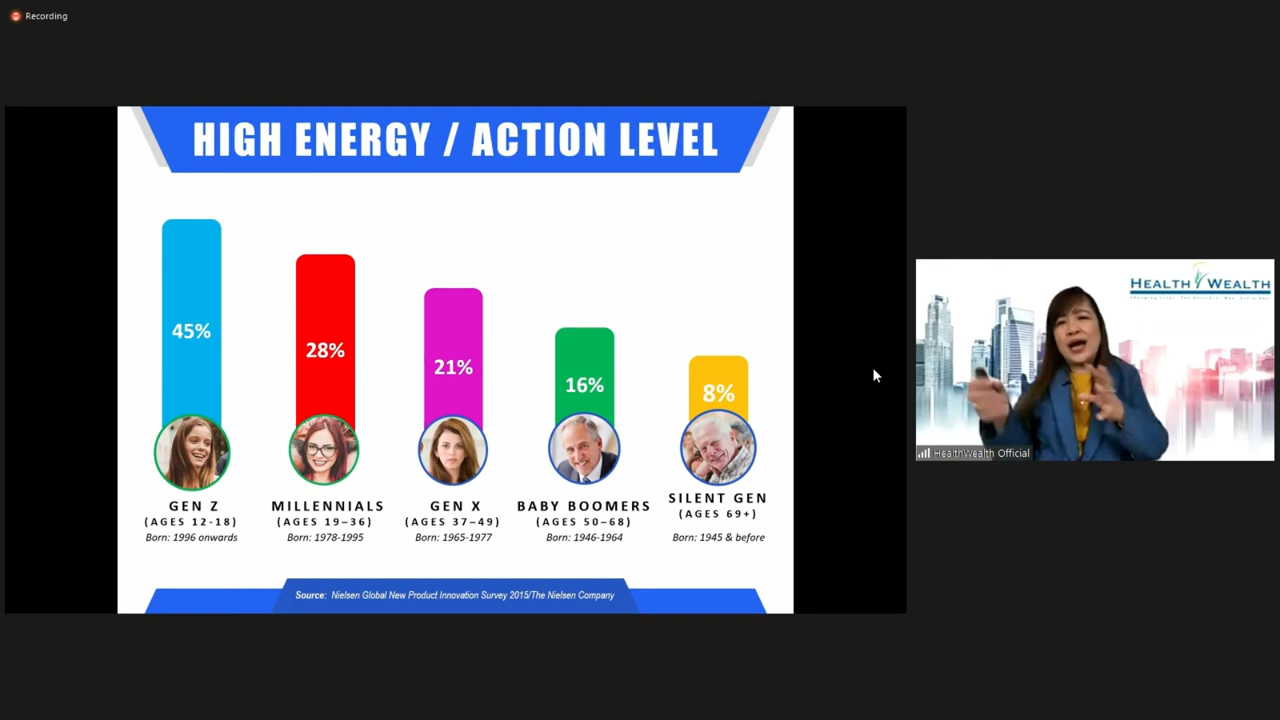 Recording
HIGH ENERGY / ACTION LEVEL
45%
28%
21%
16%
8%
GEN Z
(AGES 12-18)
Born: 1996 onwards
MILLENNIALS
(AGES 19–36)
Born: 1978-1995
GEN X
(AGES 37–49)
Born: 1965-1977
BABY BOOMERS
(AGES 50–68)
Born: 1946-1964
SILENT GEN
(AGES 69+)
Born: 1945 & before
Source: Nielsen Global New Product Innovation Survey 2015/The Nielsen Company
HEALTH WEALTH
HealthWealth Official